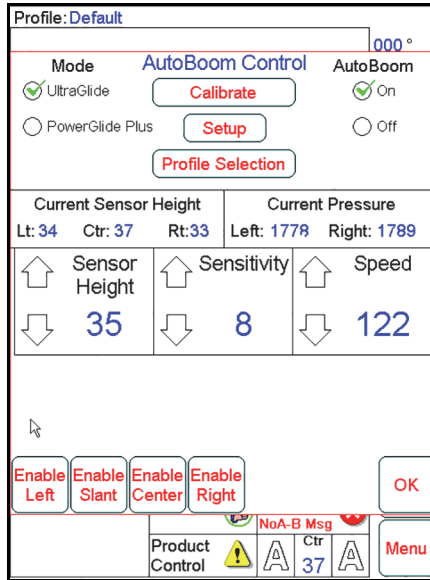 Profile: Default
000 °
Mode
AutoBoom Control
AutoBoom
UltraGlide
Calibrate
On
PowerGlide Plus
Setup
Off
Profile Selection
Current Sensor Height
Current Pressure
Lt: 34 Ctr: 37 Rt:33
Left: 1778 Right: 1789
Sensor
Height
Sensitivity
Speed
35
8
122
Enable
Left
Enable
Slant
Enable
Center
Enable
Right
OK
NoA-B Msg
Product
Control
A
Ctr
37
A
Menu